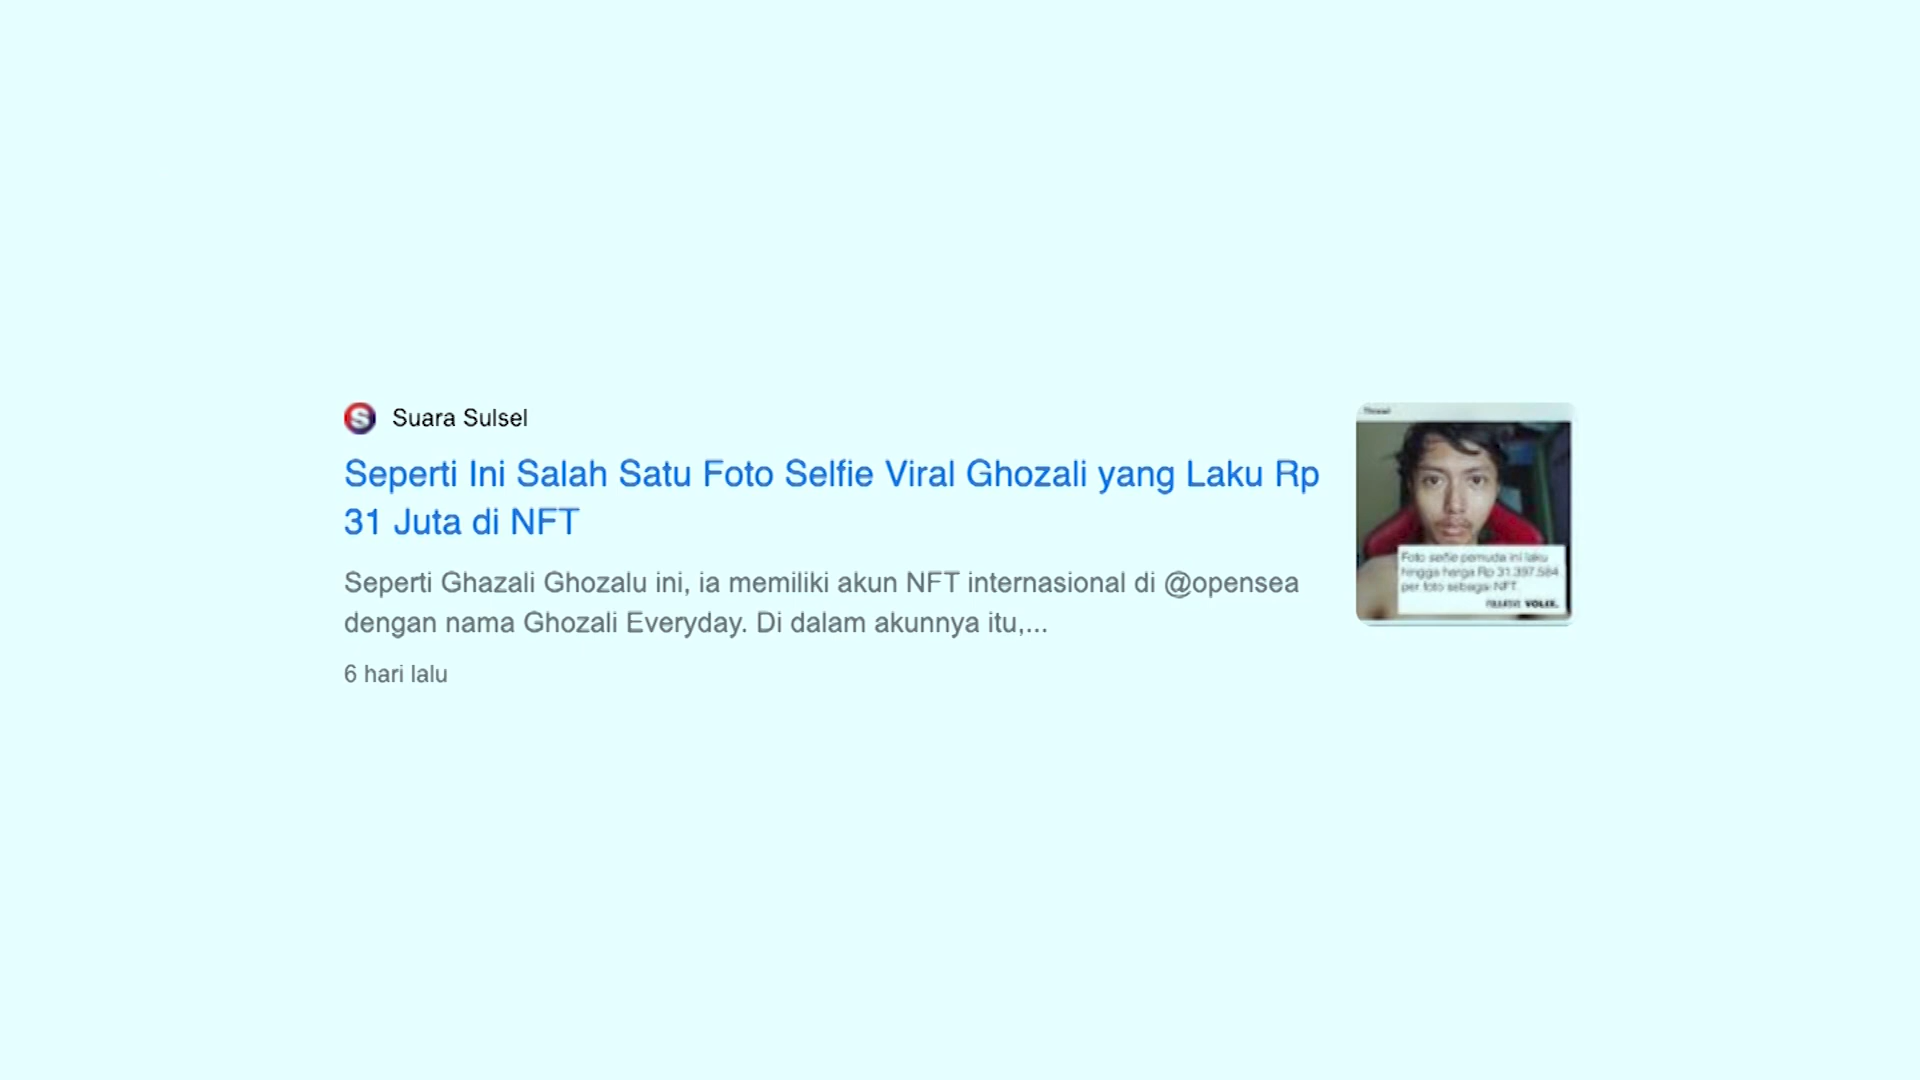 Suara Sulsel
Seperti Ini Salah Satu Foto Selfie Viral Ghozali yang Laku Rp
31 Juta di NFT
Seperti Ghazali Ghozalu ini, ia memiliki akun NFT internasional di @opensea
dengan nama Ghozali Everyday. Di dalam akunnya itu,...
6 hari lalu
Thread
Foto selfie pemuda ini laku
hingga harga Rp 31.397.584
per foto sebagai NFT.
VOLIX.